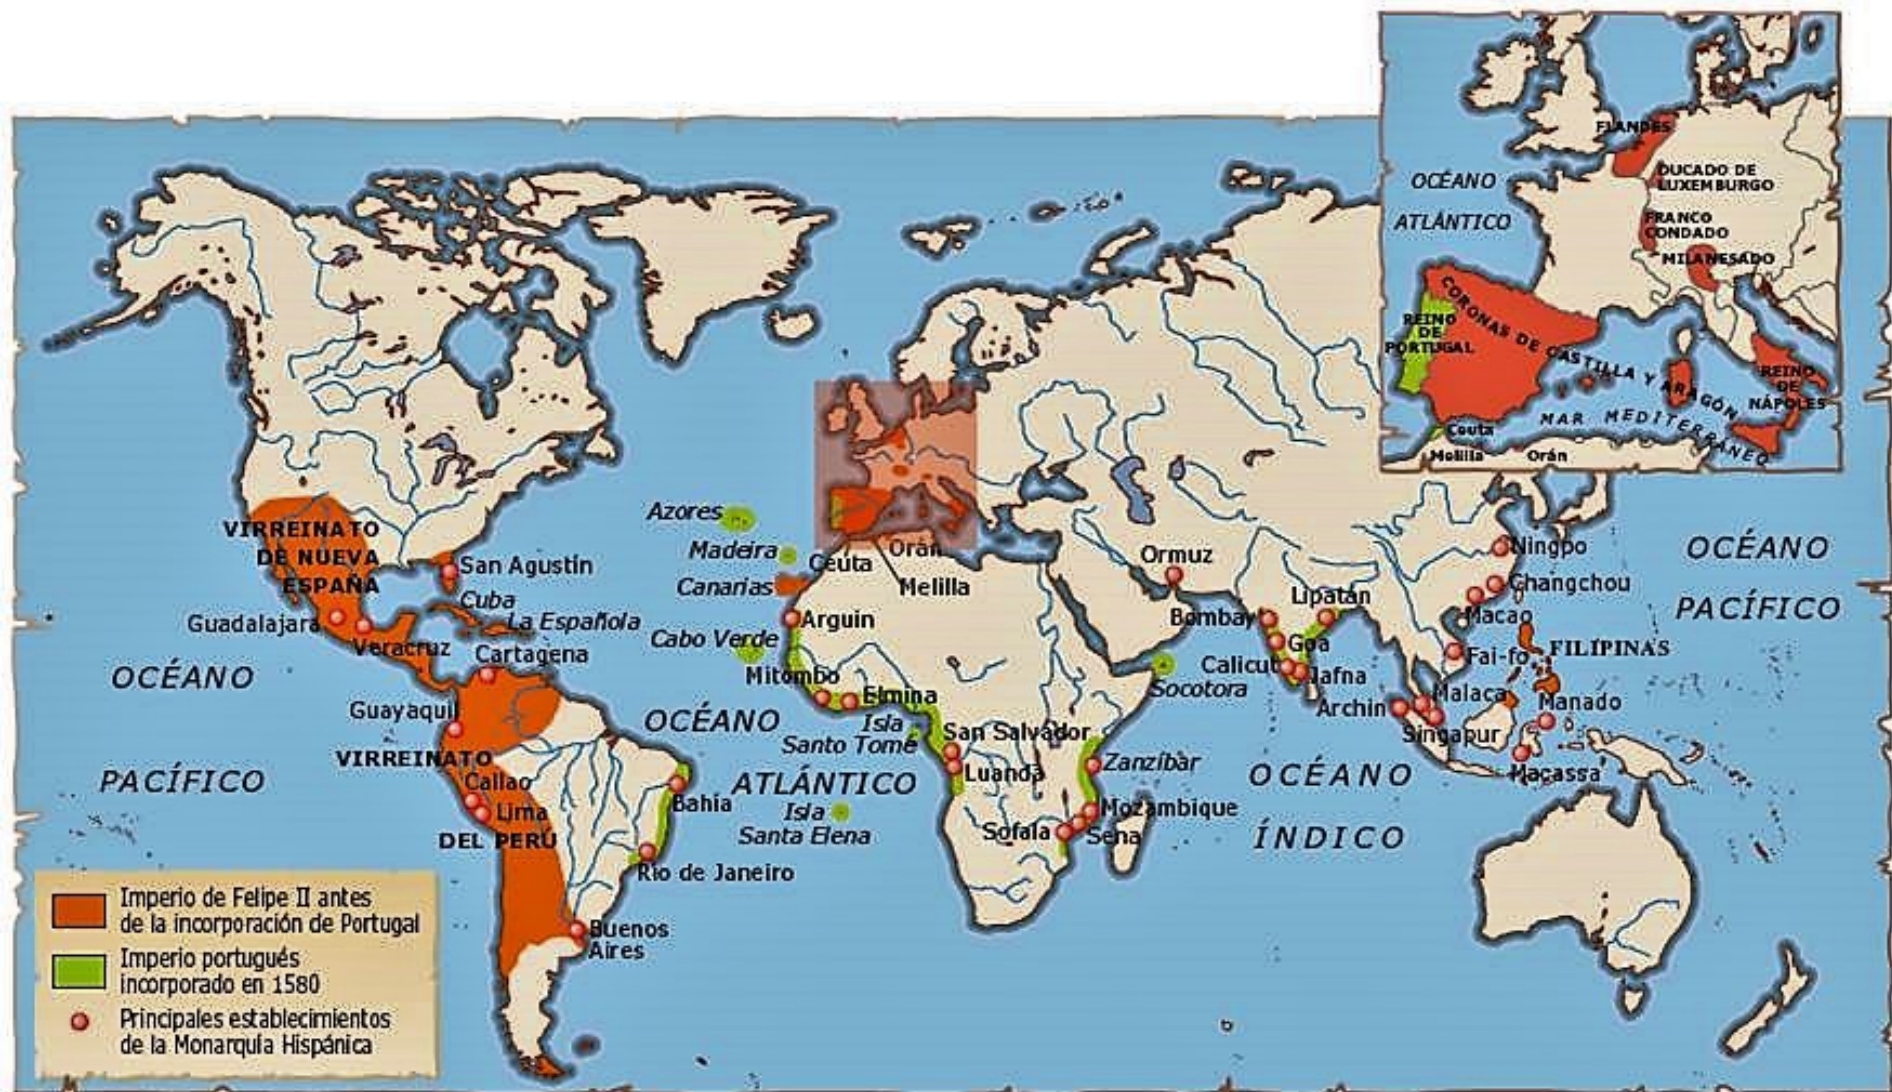 FLANDES
DUCADO DE
LUXEMBURGO
OCÉANO
ATLÁNTICO
FRANCO
CONDADO
MILANESADO
CORONAS DE CASTILLA Y ARAGÓN
REINO
DE
PORTUGAL
REINO
DE
NÁPOLES
MAR MEDITERRÁNEO
Ceuta
Melilla
Orán
Azores
Madeira
Canarias
Ceuta
Orán
Melilla
VIRREINATO
DE NUEVA
ESPAÑA
San Agustín
Cuba
La Española
Guadalajara
Veracruz
Cartagena
Arguin
Cabo Verde
Mitombo
Elmina
Ormuz
Bombay
Lipatán
Goa
Calicut
Jafna
Socotora
Ningpo
Changchou
Macao
Fai-fo
FILIPINAS
OCÉANO
PACÍFICO
OCÉANO
PACÍFICO
Guayaquil
VIRREINATO
Callao
Lima
DEL PERÚ
OCÉANO
ATLÁNTICO
Isla
Santo Tomé
San Salvador
Luanda
Zanzíbar
Archin
Malaca
Singapur
Manado
Macassa
Bahía
Isla
Santa Elena
Sofala
Mozambique
Sena
OCÉANO
ÍNDICO
Río de Janeiro
Buenos
Aires
Imperio de Felipe II antes
de la incorporación de Portugal
Imperio portugués
incorporado en 1580
Principales establecimientos
de la Monarquía Hispánica